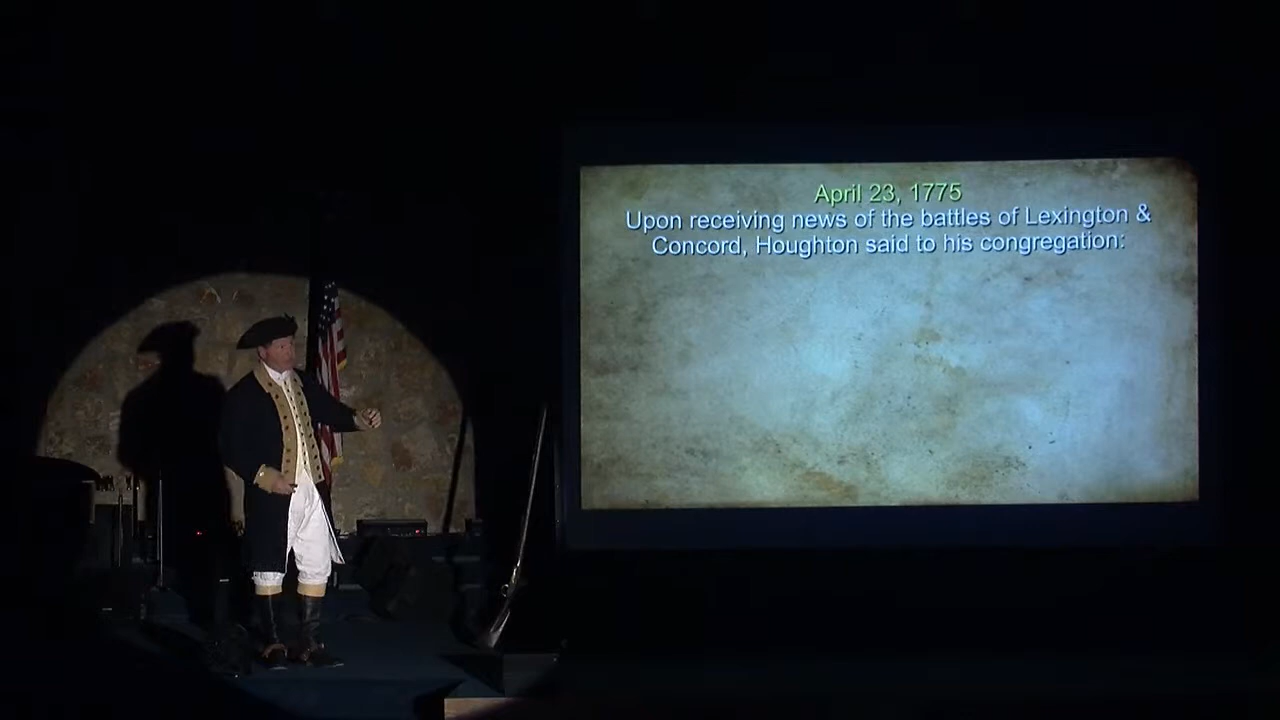 April 23, 1775
Upon receiving news of the battles of Lexington &
Concord, Houghton said to his congregation: